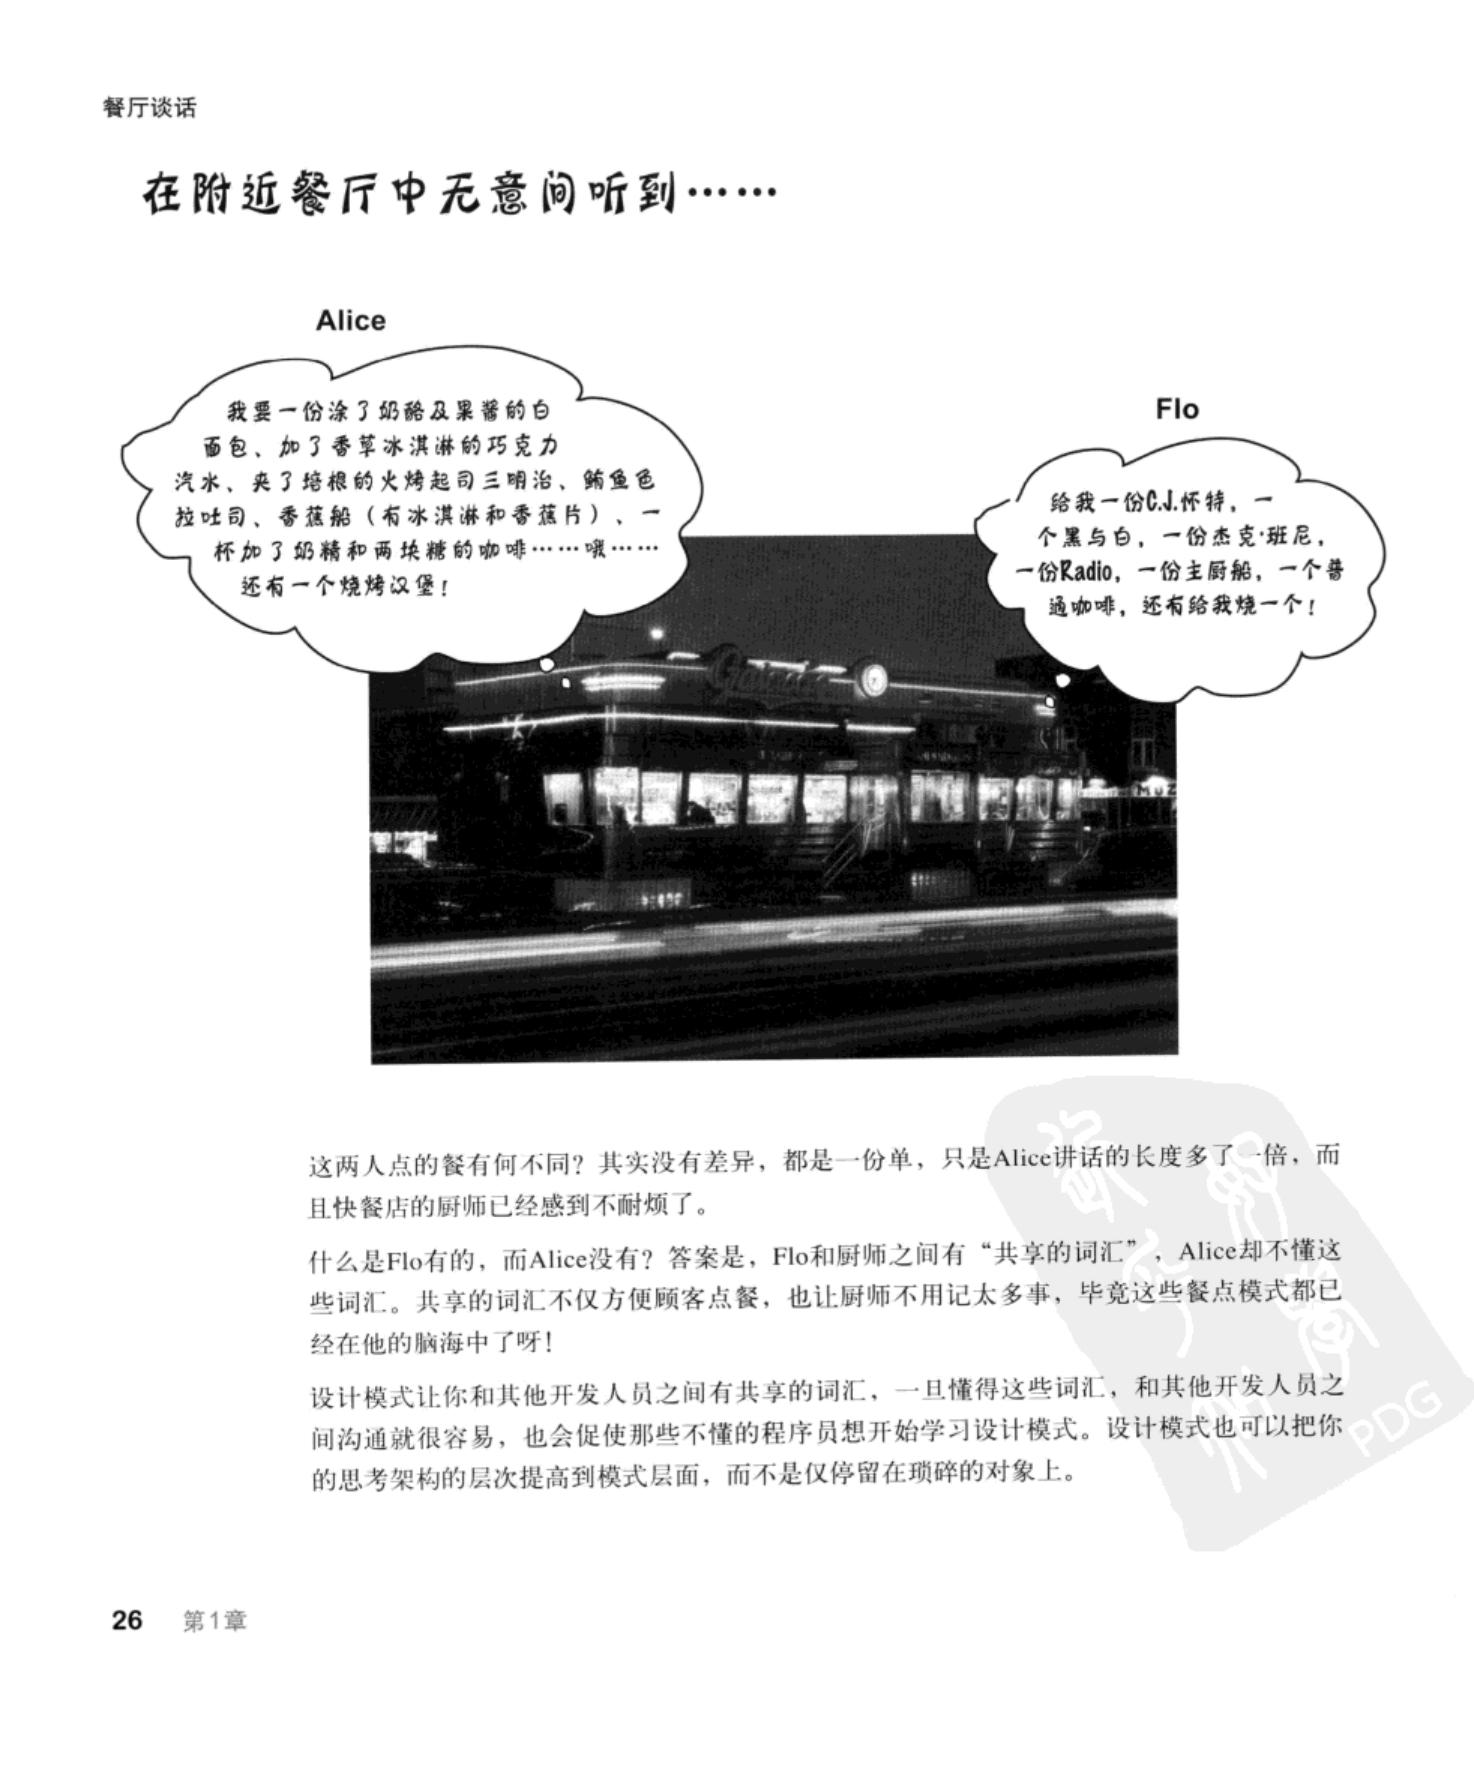 餐厅谈话
在附近餐厅中无意间听到……
Alice
我要一份涂了奶酪及果酱的白
面包、加了香草冰淇淋的巧克力
汽水、夹了培根的火烤起司三明治、鲔鱼色
拉吐司、香蕉船（有冰淇淋和香蕉片）、一
杯加了奶精和两块糖的咖啡……哦……
还有一个烧烤汉堡！
Flo
给我一份C.J.怀特，一
个黑与白，一份杰克·班尼，
一份Radio，一份主厨船，一个普
通咖啡，还有给我烧一个！
MUZ
这两人点的餐有何不同？其实没有差异，都是一份单，只是Alice讲话的长度多了一倍，而
且快餐店的厨师已经感到不耐烦了。
什么是Flo有的，而Alice没有？答案是，Flo和厨师之间有“共享的词汇”，Alice却不懂这
些词汇。共享的词汇不仅方便顾客点餐，也让厨师不用记太多事，毕竟这些餐点模式都已
经在他的脑海中了呀！
设计模式让你和其他开发人员之间有共享的词汇，一旦懂得这些词汇，和其他开发人员之
间沟通就很容易，也会促使那些不懂的程序员想开始学习设计模式。设计模式也可以把你
的思考架构的层次提高到模式层面，而不是仅停留在琐碎的对象上。
PDG
26 第1章